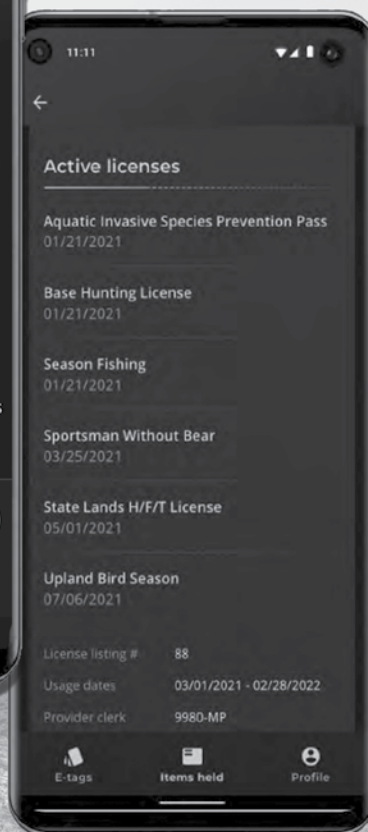 11:11
Active licenses
Aquatic Invasive Species Prevention Pass
01/21/2021
Base Hunting License
01/21/2021
Season Fishing
01/21/2021
Sportsman Without Bear
03/25/2021
State Lands H/F/T License
05/01/2021
Upland Bird Season
07/06/2021
License listing # 88
Usage dates 03/01/2021 - 02/28/2022
Provider clerk 9980-MP
E-tags Items held Profile